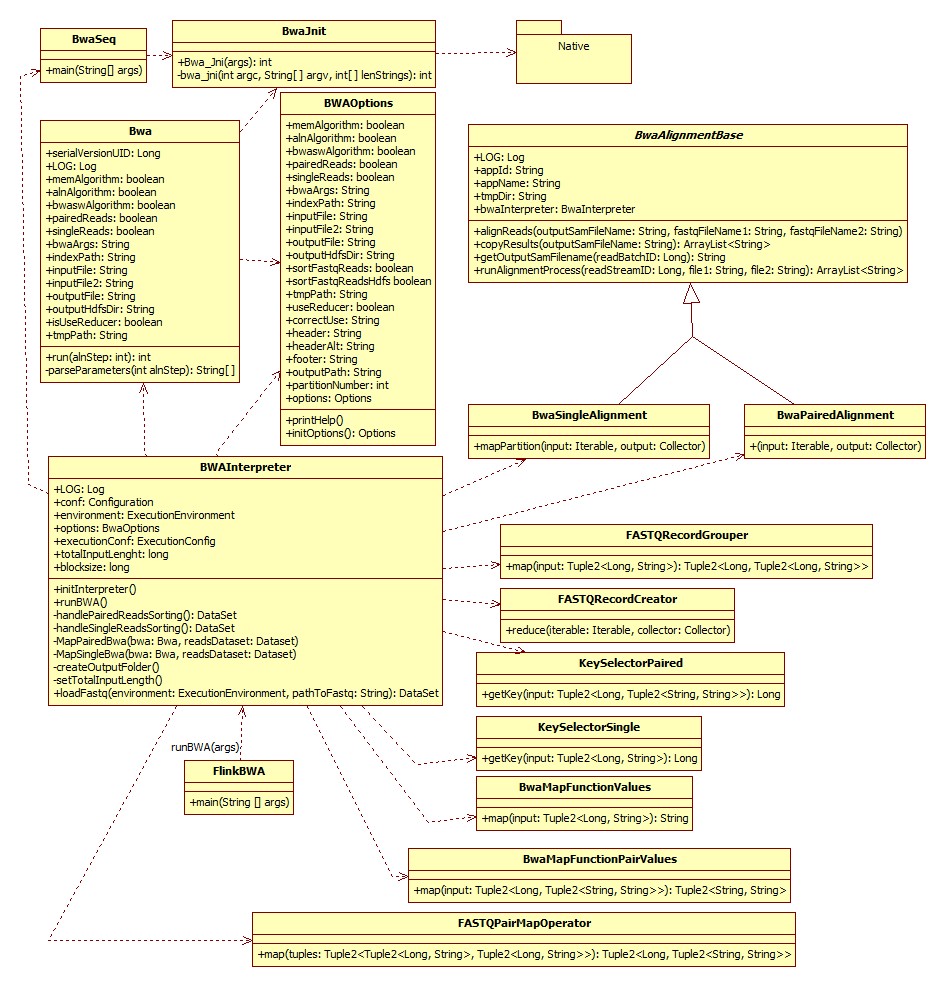 BwaSeq
+main(String[] args)
BwaJnit
+Bwa_Jni(args): int
-bwa_jni(int argc, String[] argv, int[] lenStrings): int
Native
Bwa
+serialVersionUID: Long
+LOG: Log
+memAlgorithm: boolean
+alnAlgorithm: boolean
+bwaswAlgorithm: boolean
+pairedReads: boolean
+singleReads: boolean
+bwaArgs: String
+indexPath: String
+inputFile: String
+inputFile2: String
+outputFile: String
+outputHdfsDir: String
+isUseReducer: boolean
+tmpPath: String
+run(alnStep: int): int
-parseParameters(int alnStep): String[]
BWAOptions
+memAlgorithm: boolean
+alnAlgorithm: boolean
+bwaswAlgorithm: boolean
+pairedReads: boolean
+singleReads: boolean
+bwaArgs: String
+indexPath: String
+inputFile: String
+inputFile2: String
+outputFile: String
+outputHdfsDir: String
+sortFastqReads: boolean
+sortFastqReadsHdfs boolean
+tmpPath: String
+useReducer: boolean
+correctUse: String
+header: String
+headerAlt: String
+footer: String
+outputPath: String
+partitionNumber: int
+options: Options
+printHelp()
+initOptions(): Options
BwaAlignmentBase
+LOG: Log
+appId: String
+appName: String
+tmpDir: String
+bwaInterpreter: BwaInterpreter
+alignReads(outputSamFileName: String, fastqFileName1: String, fastqFileName2: String)
+copyResults(outputSamFileName: String): ArrayList<String>
+getOutputSamFilename(readBatchID: Long): String
+runAlignmentProcess(readStreamID: Long, file1: String, file2: String): ArrayList<String>
BwaSingleAlignment
+mapPartition(input: Iterable, output: Collector)
BwaPairedAlignment
+(input: Iterable, output: Collector)
BWAInterpreter
+LOG: Log
+conf: Configuration
+environment: ExecutionEnvironment
+options: BwaOptions
+executionConf: ExecutionConfig
+totalInputLenght: long
+blocksize: long
+initInterpreter()
+runBWA()
-handlePairedReadsSorting(): DataSet
-handleSingleReadsSorting(): DataSet
-MapPairedBwa(bwa: Bwa, readsDataset: Dataset)
-MapSingleBwa(bwa: Bwa, readsDataset: Dataset)
-createOutputFolder()
-setTotalInputLength()
+loadFastq(environment: ExecutionEnvironment, pathToFastq: String): DataSet
FASTQRecordGrouper
+map(input: Tuple2<Long, String>): Tuple2<Long, Tuple2<Long, String>>
FASTQRecordCreator
+reduce(iterable: Iterable, collector: Collector)
KeySelectorPaired
+getKey(input: Tuple2<Long, Tuple2<String, String>>): Long
KeySelectorSingle
+getKey(input: Tuple2<Long, String>): Long
runBWA(args)
FlinkBWA
+main(String [] args)
BwaMapFunctionValues
+map(input: Tuple2<Long, String>): String
BwaMapFunctionPairValues
+map(input: Tuple2<Long, Tuple2<String, String>>): Tuple2<String, String>
FASTQPairMapOperator
+map(tuples: Tuple2<Tuple2<Long, String>, Tuple2<Long, String>>): Tuple2<Long, Tuple2<String, String>>